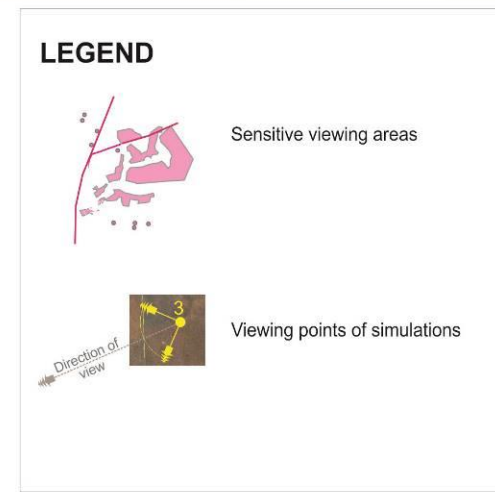 LEGEND
Sensitive viewing areas
3
Direction of
view
Viewing points of simulations